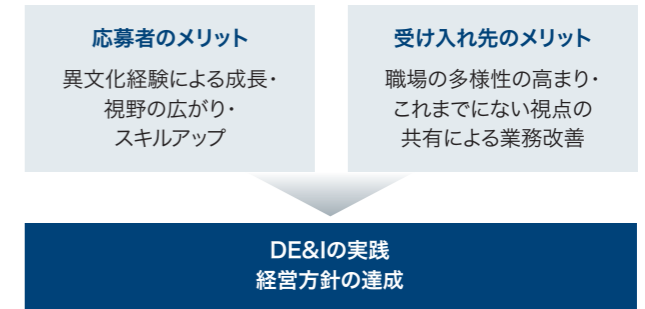 応募者のメリット
異文化経験による成長・
視野の広がり・
スキルアップ
受け入れ先のメリット
職場の多様性の高まり・
これまでにない視点の
共有による業務改善
DE&Iの実践
経営方針の達成